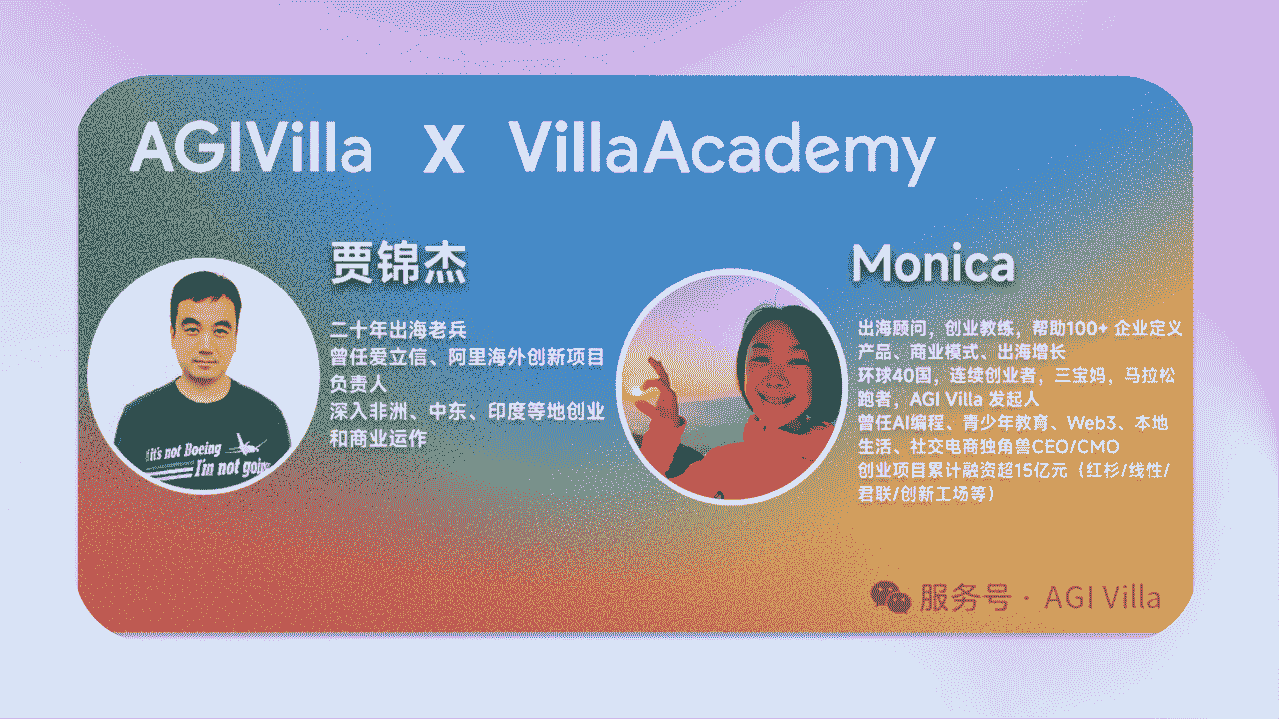 AGIVilla X VillaAcademy
贾锦杰
二十年出海老兵
曾任爱立信、阿里海外创新项目
负责人
深入非洲、中东、印度等地创业
和商业运作
it's not Boeing
I'm not goin
Monica
出海顾问，创业教练，帮助100+ 企业定义
产品、商业模式、出海增长
环球40国，连续创业者，三宝妈，马拉松
跑者，AGI Villa 发起人
曾任AI编程、青少年教育、Web3、本地
生活、社交电商独角兽CEO/CMO
创业项目累计融资超15亿元（红杉/线性/
君联/创新工场等）
服务号 · AGI Villa